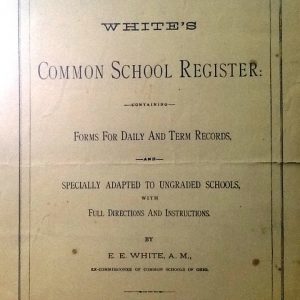 WHITE'S
COMMON SCHOOL REGISTER:
CONTAINING
FORMS FOR DAILY AND TERM RECORDS,
AND
SPECIALLY ADAPTED TO UNGRADED SCHOOLS,
WITH
FULL DIRECTIONS AND INSTRUCTIONS.
BY
E. E. WHITE, A. M.,
EX-COMMISSIONER OF COMMON SCHOOLS OF OHIO.